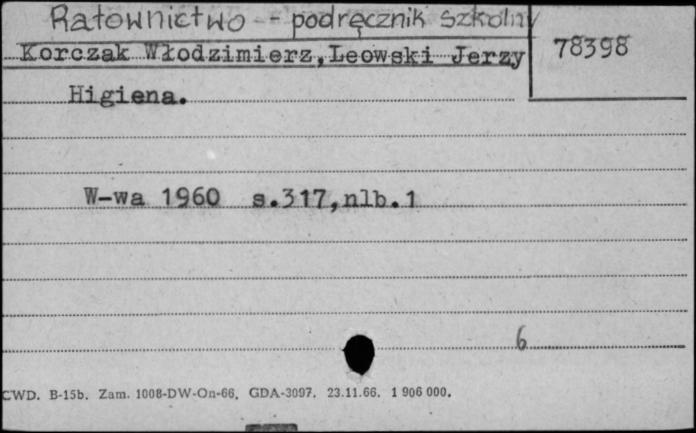 Ratownictwo - podręcznik szkolny
Korczak Włodzimierz, Leowski Jerzy
78398
Higiena.
W-wa 1960 s.317,nlb.1
6
CWD. B-15b. Zam. 1008-DW-On-66. GDA-3097. 23.11.66. 1 906 000.